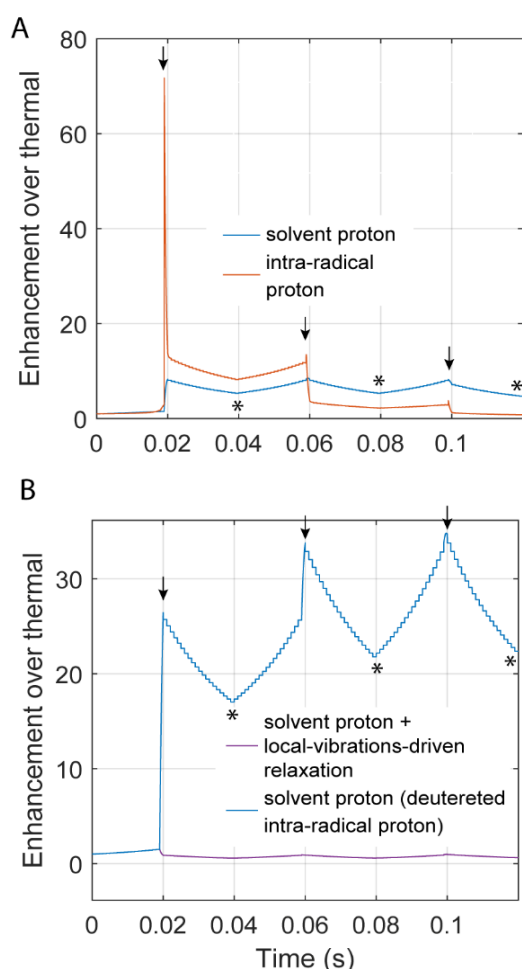 A
80
60
40
20
0
Enhancement over thermal
solvent proton
intra-radical
proton
*
*
*
0
0.02
0.04
0.06
0.08
0.1
B
30
20
10
0
Enhancement over thermal
*
*
*
solvent proton +
local-vibrations-driven
relaxation
solvent proton (deutereted
intra-radical proton)
0
0.02
0.04
0.06
0.08
0.1
Time (s)